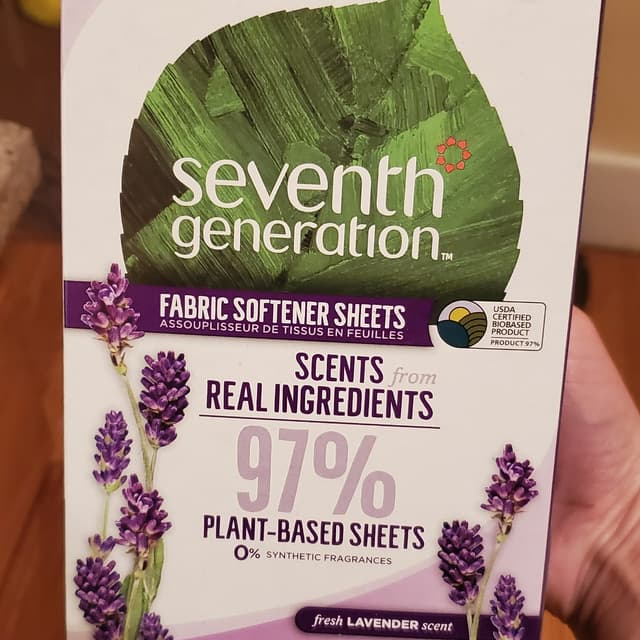 seventh
generation™
FABRIC SOFTENER SHEETS
ASSOUPLISSEUR DE TISSUS EN FEUILLES
USDA
CERTIFIED
BIOBASED
PRODUCT
PRODUCT 97%
SCENTS from
REAL INGREDIENTS
97%
PLANT-BASED SHEETS
0% SYNTHETIC FRAGRANCES
fresh LAVENDER scent